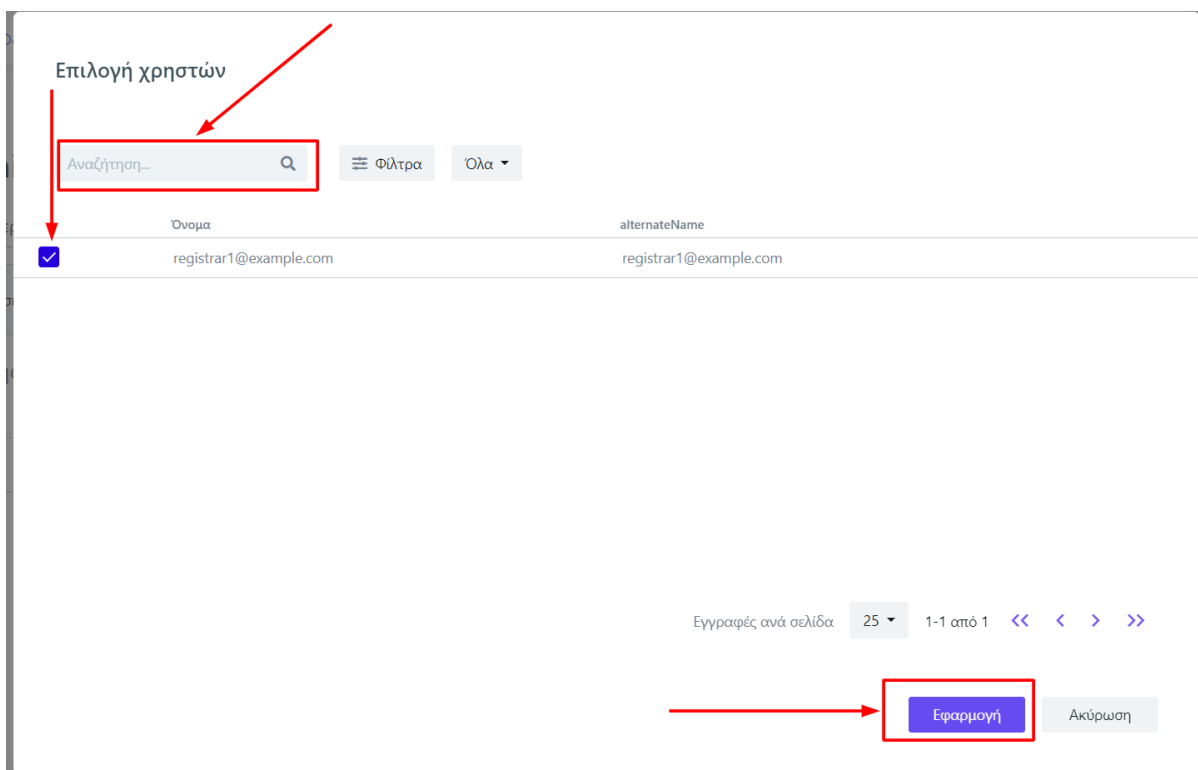 Επιλογή χρηστών
Αναζήτηση... Φίλτρα Όλα
Όνομα alternateName
registrar1@example.com registrar1@example.com
Εγγραφές ανά σελίδα 25 1-1 από 1
Εφαρμογή Ακύρωση